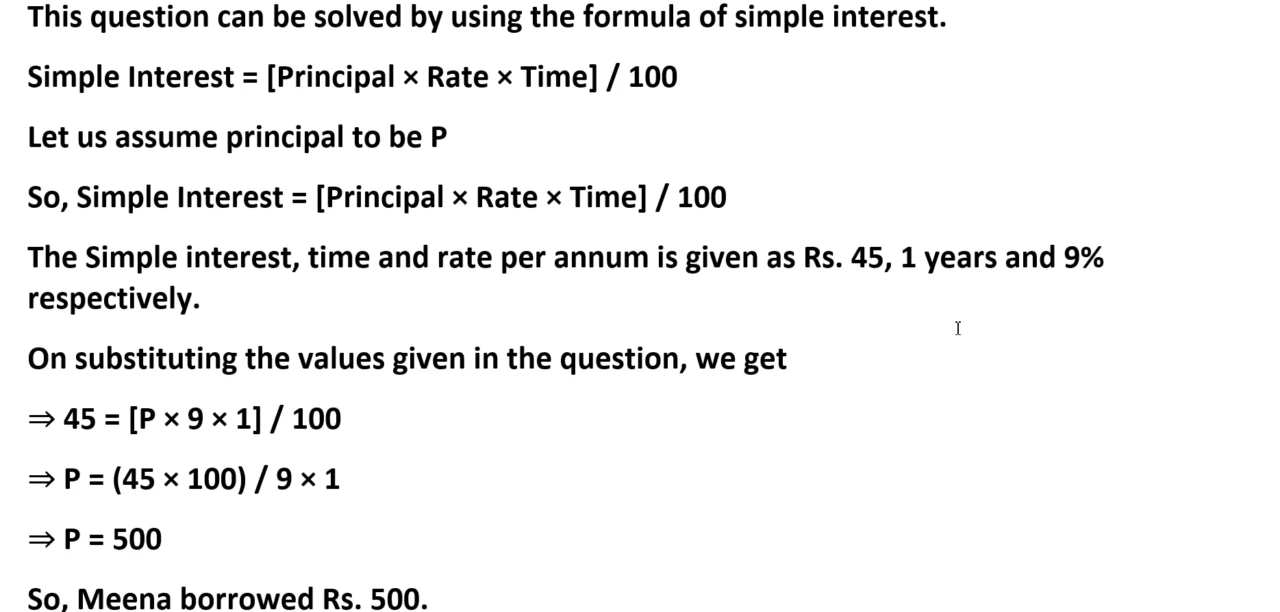 This question can be solved by using the formula of simple interest.
Simple Interest = [Principal × Rate × Time] / 100
Let us assume principal to be P
So, Simple Interest = [Principal × Rate × Time] / 100
The Simple interest, time and rate per annum is given as Rs. 45, 1 years and 9%
respectively.
On substituting the values given in the question, we get
⇒ 45 = [P × 9 × 1] / 100
⇒ P = (45 × 100) / 9 × 1
⇒ P = 500
So, Meena borrowed Rs. 500.